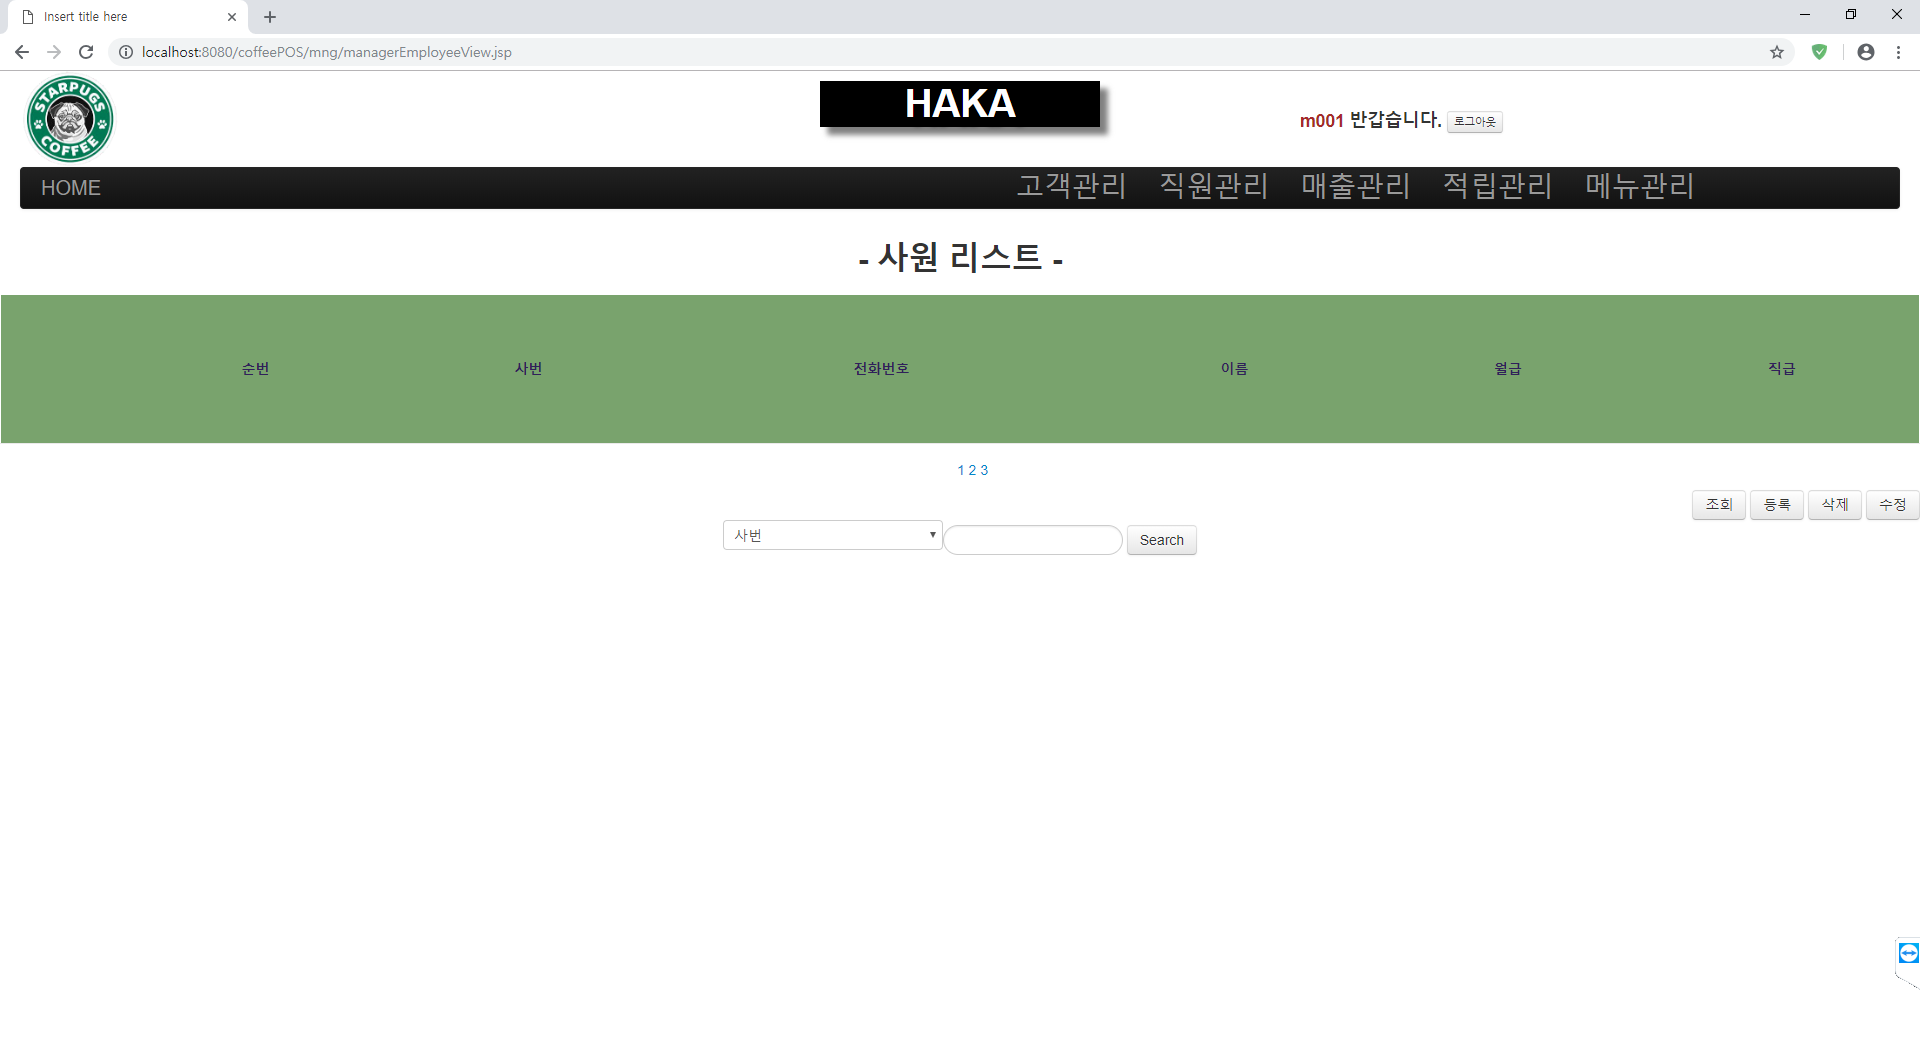 Insert title here
localhost:8080/coffeePOS/mng/managerEmployeeView.jsp
STARPUGS COFFEE
HAKA
m001 반갑습니다. 로그아웃
HOME 고객관리 직원관리 매출관리 적립관리 메뉴관리
- 사원 리스트 -
순번 사번 전화번호 이름 월급 직급
1 2 3
조회 등록 삭제 수정
사번 Search